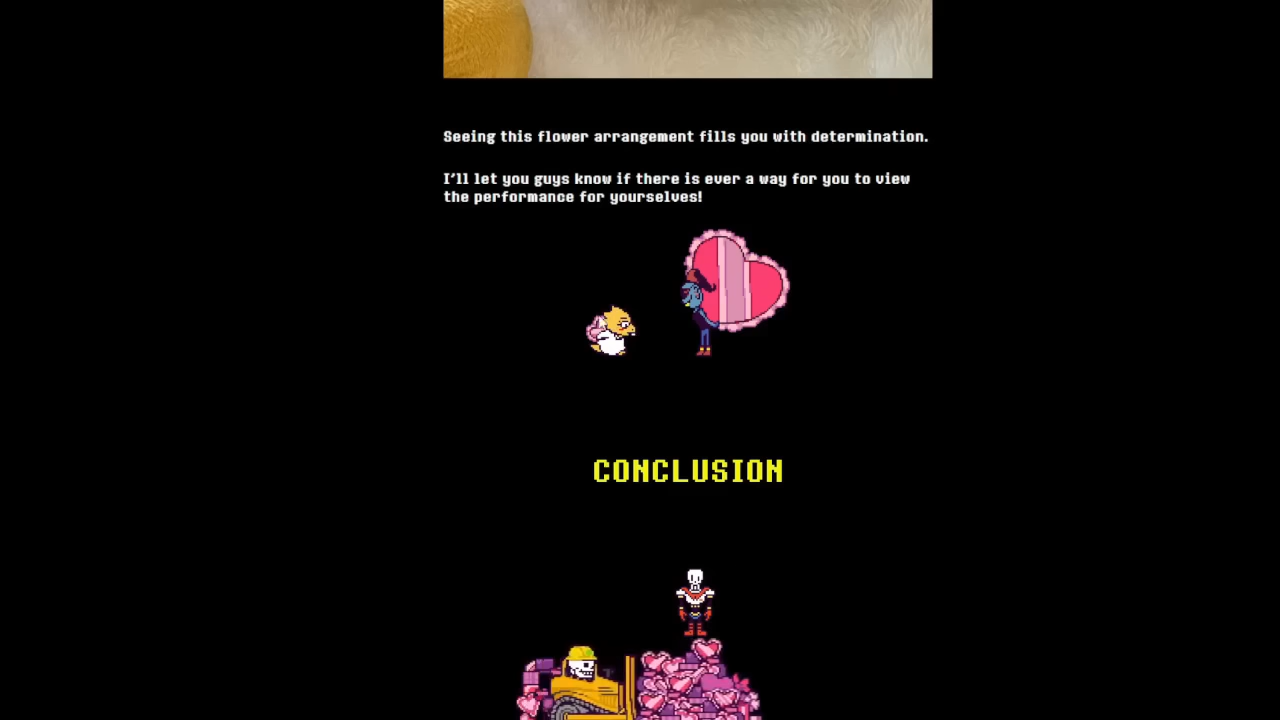 Seeing this flower arrangement fills you with determination.
I'll let you guys know if there is ever a way for you to view
the performance for yourselves!
CONCLUSION